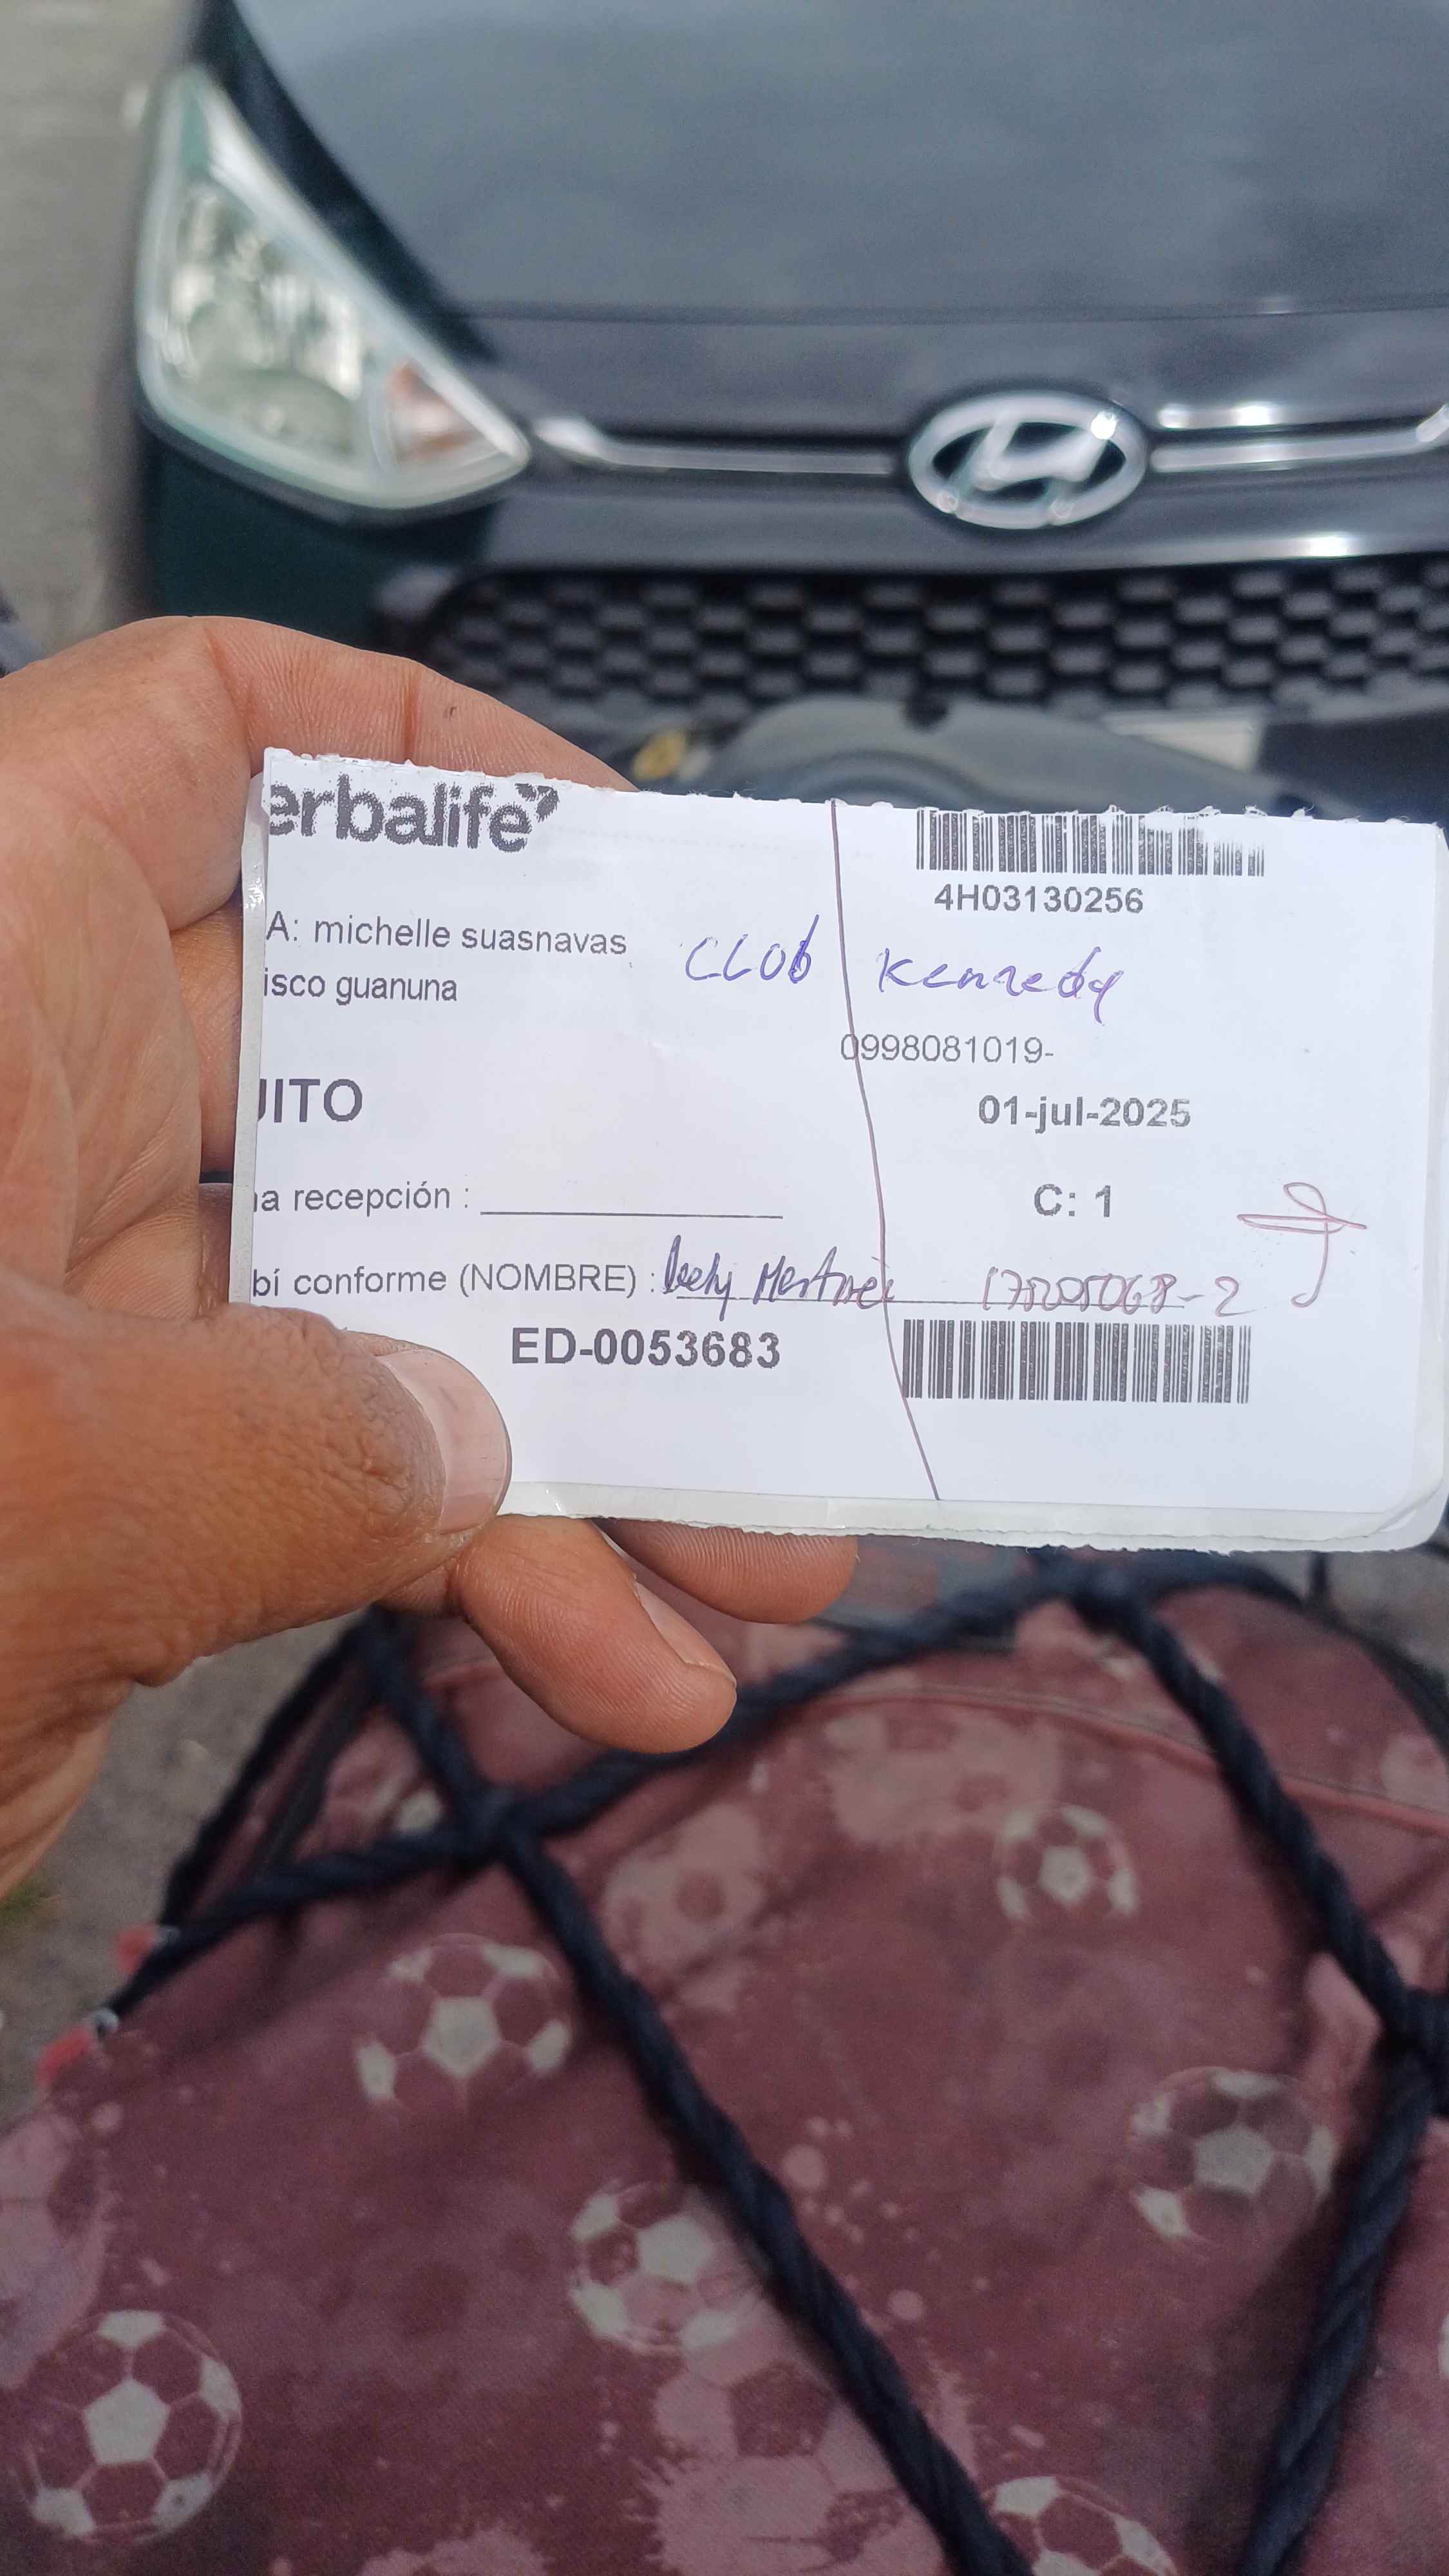 erbalife
4H03130256
A: michelle suasnavas
CLUB Kennedy
isco guanuna
0998081019-
UITO
01-jul-2025
a recepción :
C: 1
bí conforme (NOMBRE) :
ED-0053683